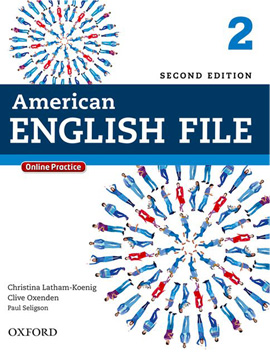 2
SECOND EDITION
American
ENGLISH FILE
Online Practice
Christina Latham-Koenig
Clive Oxenden
Paul Seligson
OXFORD